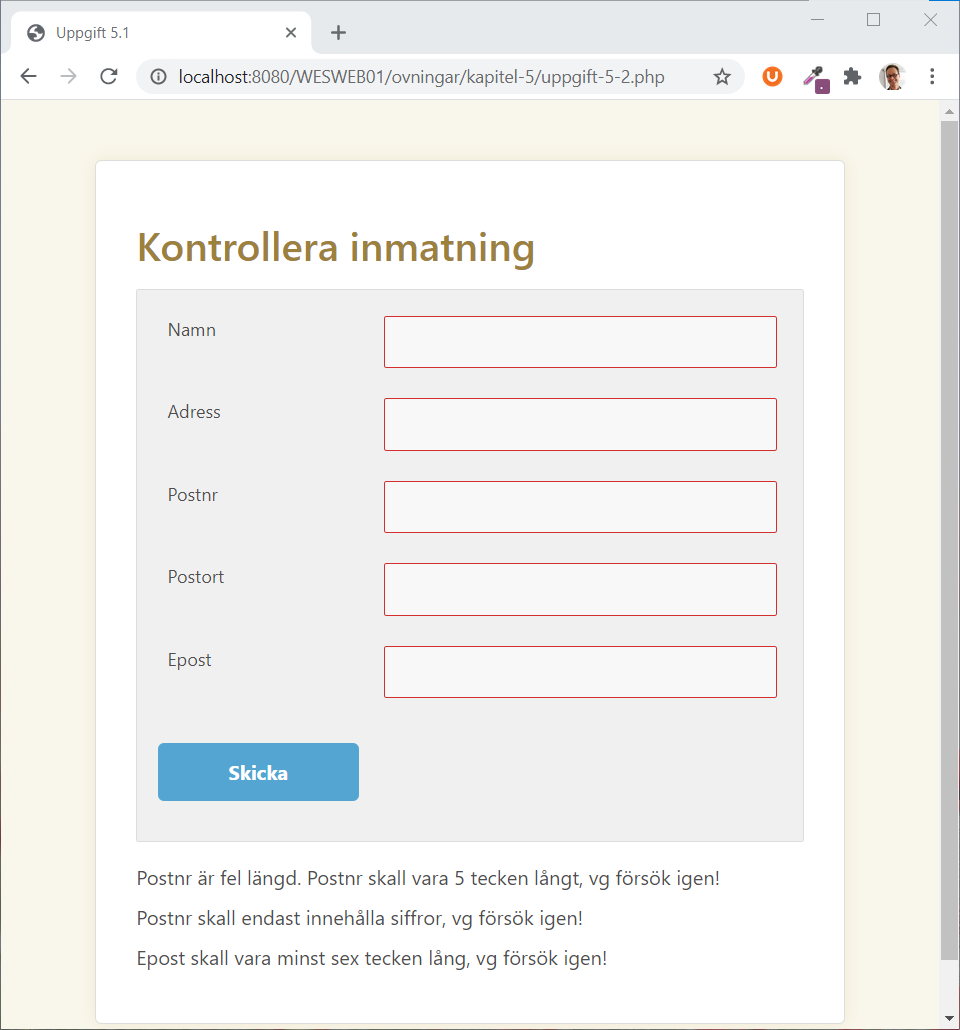 Uppgift 5.1
localhost:8080/WESWEB01/ovningar/kapitel-5/uppgift-5-2.php
Kontrollera inmatning
Namn
Adress
Postnr
Postort
Epost
Skicka
Postnr är fel längd. Postnr skall vara 5 tecken långt, vg försök igen!
Postnr skall endast innehålla siffror, vg försök igen!
Epost skall vara minst sex tecken lång, vg försök igen!